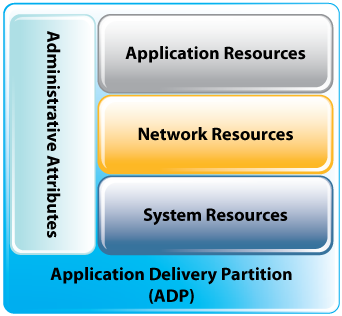 Administrative Attributes
Application Resources
Network Resources
System Resources
Application Delivery Partition
(ADP)